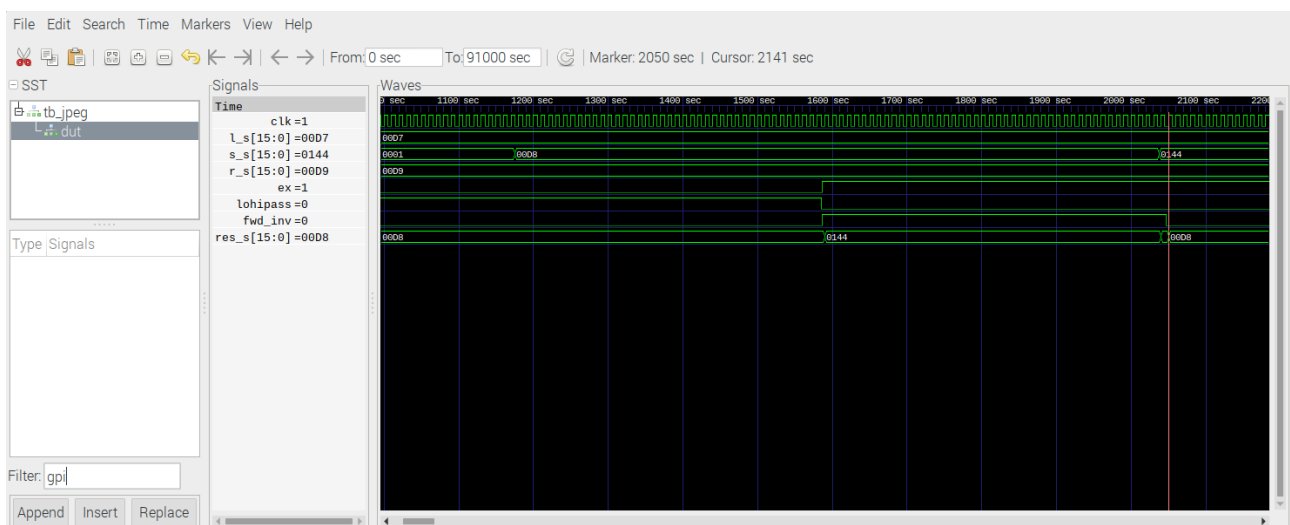 File Edit Search Time Markers View Help
From: 0 sec To: 91000 sec Marker: 2050 sec | Cursor: 2141 sec
SST
tb_jpeg
dut
Type Signals
Filter: gpi
Append Insert Replace
Signals
Time
clk=1
l_s[15:0]=00D7
s_s[15:0]=0144
r_s[15:0]=00D9
ex=1
lohipass=0
fwd_inv=0
res_s[15:0]=00D8
Waves
0 sec 1100 sec 1200 sec 1300 sec 1400 sec 1500 sec 1600 sec 1700 sec 1800 sec 1900 sec 2000 sec 2100 sec 2200
00D7
0001 00D8 0144
00D9
00D8 0144 00D8